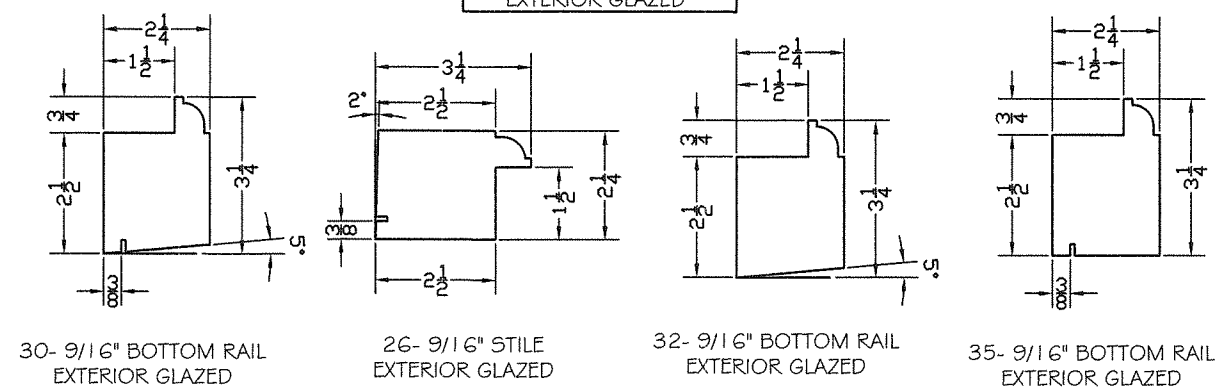 EXTERIOR GLAZED
2 1/4
1 1/2
3/4
2 1/2
3 1/4
5°
3/8
30- 9/16" BOTTOM RAIL
EXTERIOR GLAZED
3 1/4
2 1/2
2°
2 1/4
1 1/2
3/8
2 1/2
26- 9/16" STILE
EXTERIOR GLAZED
2 1/4
1 1/2
3/4
2 1/2
3 1/4
5°
32- 9/16" BOTTOM RAIL
EXTERIOR GLAZED
2 1/4
1 1/2
3/4
2 1/2
3 1/4
3/8
35- 9/16" BOTTOM RAIL
EXTERIOR GLAZED